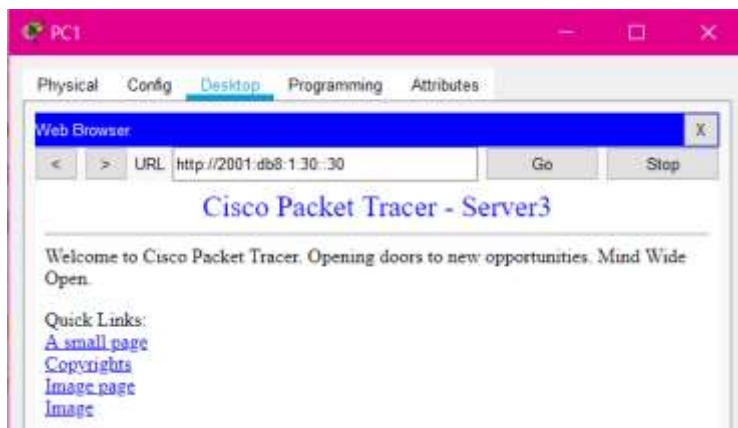 PC1
Physical Config Desktop Programming Attributes
Web Browser X
< > URL http://2001:db8:1:30::30 Go Stop
Cisco Packet Tracer - Server3
Welcome to Cisco Packet Tracer. Opening doors to new opportunities. Mind Wide
Open.
Quick Links:
A small page
Copyrights
Image page
Image